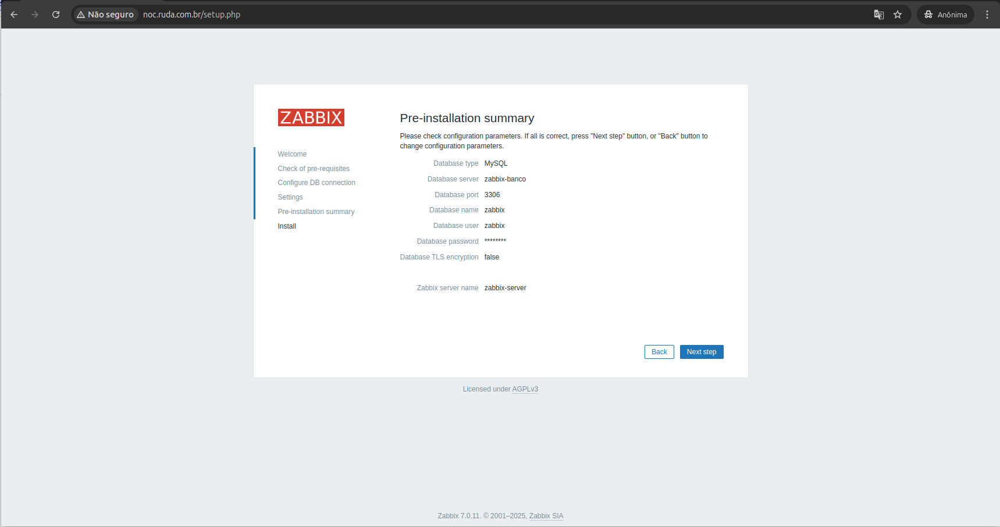 Não seguro noc.ruda.com.br/setup.php Anônima
ZABBIX
Welcome
Check of pre-requisites
Configure DB connection
Settings
Pre-installation summary
Install
Pre-installation summary
Please check configuration parameters. If all is correct, press "Next step" button, or "Back" button to
change configuration parameters.
Database type MySQL
Database server zabbix-banco
Database port 3306
Database name zabbix
Database user zabbix
Database password ********
Database TLS encryption false
Zabbix server name zabbix-server
Back Next step
Licensed under AGPLv3
Zabbix 7.0.11. © 2001–2025, Zabbix SIA